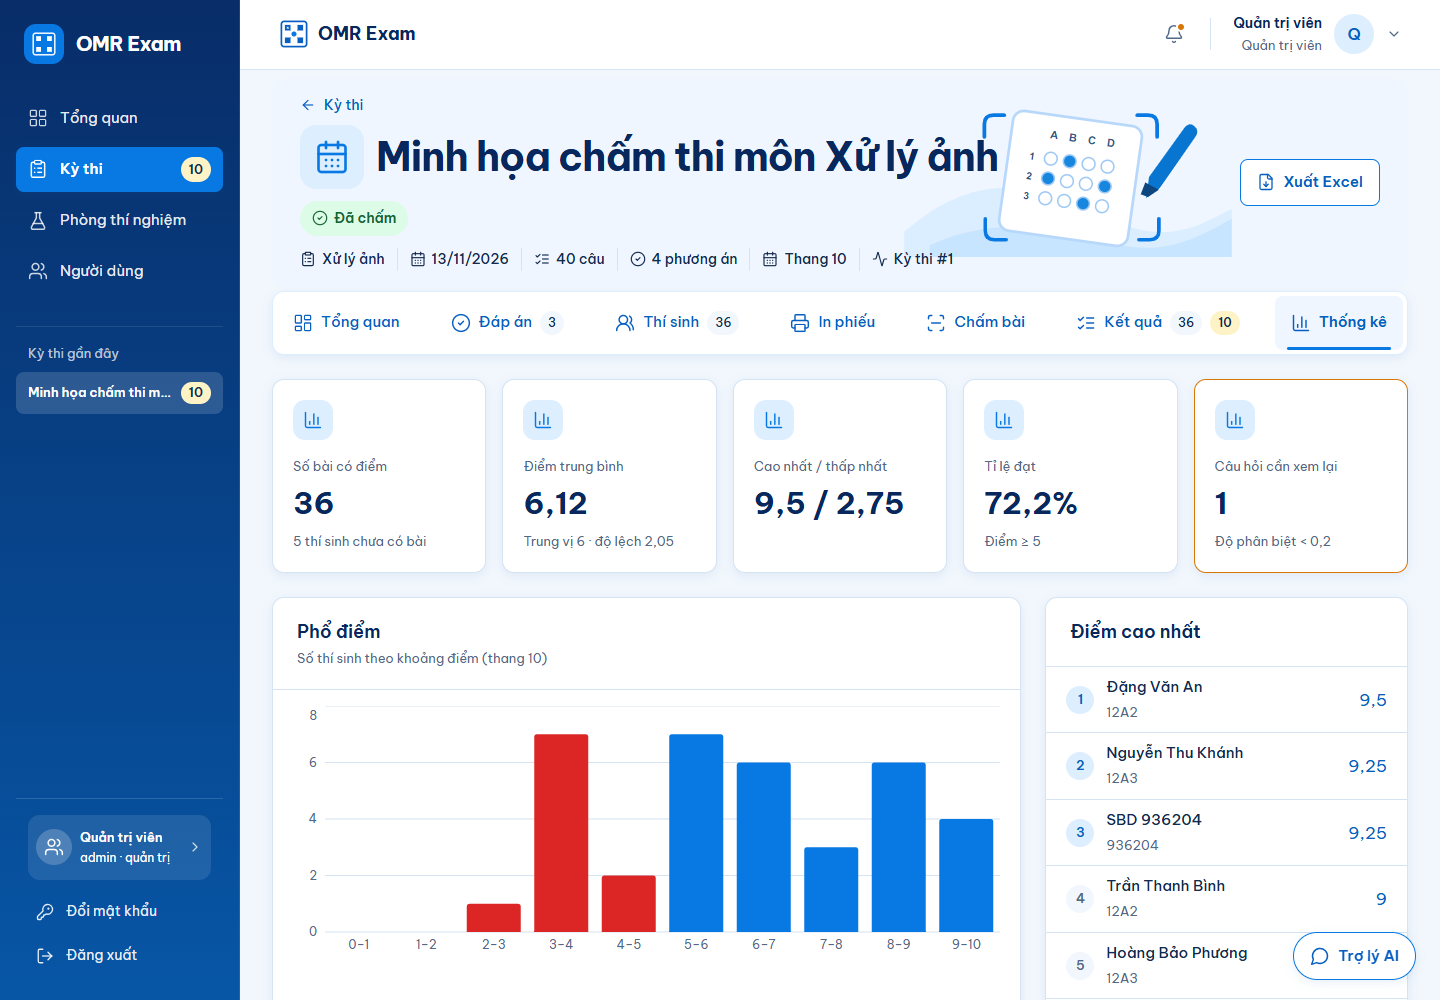 OMR Exam
Tổng quan
Kỳ thi 10
Phòng thí nghiệm
Người dùng
Kỳ thi gần đây
Minh họa chấm thi m... 10
Quản trị viên
admin · quản trị
Đổi mật khẩu
Đăng xuất
OMR Exam
Quản trị viên
Quản trị viên
Q
Kỳ thi
Minh họa chấm thi môn Xử lý ảnh
A B C D
1
2
3
Xuất Excel
Đã chấm
Xử lý ảnh 13/11/2026 40 câu 4 phương án Thang 10 Kỳ thi #1
Tổng quan Đáp án 3 Thí sinh 36 In phiếu Chấm bài Kết quả 36 10 Thống kê
Số bài có điểm
36
5 thí sinh chưa có bài
Điểm trung bình
6,12
Trung vị 6 · độ lệch 2,05
Cao nhất / thấp nhất
9,5 / 2,75
Tỉ lệ đạt
72,2%
Điểm ≥ 5
Câu hỏi cần xem lại
1
Độ phân biệt < 0,2
Phổ điểm
Số thí sinh theo khoảng điểm (thang 10)
8
6
4
2
0
0–1 1–2 2–3 3–4 4–5 5–6 6–7 7–8 8–9 9–10
Điểm cao nhất
1 Đặng Văn An 9,5
12A2
2 Nguyễn Thu Khánh 9,25
12A3
3 SBD 936204 9,25
936204
4 Trần Thanh Bình 9
12A2
5 Hoàng Bảo Phương
12A3
Trợ lý AI